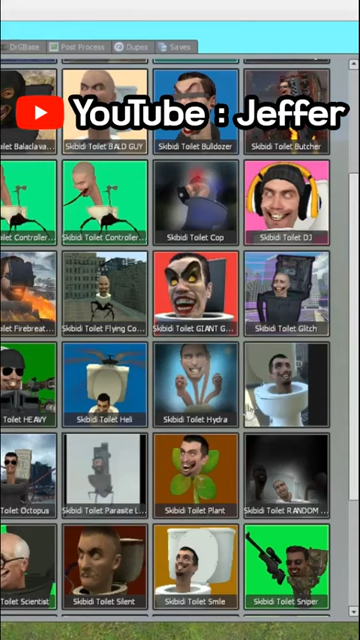 DrGBase Post Process Dupes Saves
YouTube : Jeffer
Balaclava... Skibidi Toilet BALD GUY Skibidi Toilet Bulldozer Skibidi Toilet Butcher
Toilet Controller... Skibidi Toilet Controller... Skibidi Toilet Cop Skibidi Toilet DJ
Toilet Firebreat... Skibidi Toilet Flying Co... Skibidi Toilet GIANT G... Skibidi Toilet Glitch
Toilet HEAVY Skibidi Toilet Heli Skibidi Toilet Hydra
Toilet Octopus Skibidi Toilet Parasite L... Skibidi Toilet Plant Skibidi Toilet RANDOM ...
Toilet Scientist Skibidi Toilet Silent Skibidi Toilet Smile Skibidi Toilet Sniper